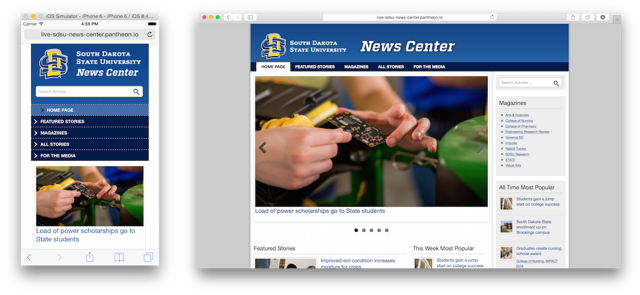 iOS Simulator - iPhone 6 - iPhone 6 / iOS 8.4...
Carrier 4:58 PM
live-sdsu-news-center.pantheon.io
SOUTH DAKOTA
STATE UNIVERSITY
News Center
Search Articles ...
HOME PAGE
FEATURED STORIES
MAGAZINES
ALL STORIES
FOR THE MEDIA
Load of power scholarships go to
State students
live-sdsu-news-center.pantheon.io
SOUTH DAKOTA
STATE UNIVERSITY
News Center
HOME PAGE FEATURED STORIES MAGAZINES ALL STORIES FOR THE MEDIA
Load of power scholarships go to State students
Featured Stories
Improved soil condition increases
moisture for crops
This Week Most Popular
Students gain a jump
start on college success
Search Articles ...
Magazines
Arts & Sciences
College of Nursing
College of Pharmacy
Engineering Research Review
Growing SD
Impulse
Rabbit Tracks
SDSU Research
STATE
Visual Arts
All Time Most Popular
Students gain a jump
start on college success
South Dakota State
enrollment up on
Brookings campus
Graduates create nursing
scholar award
College of Nursing, IMPACT